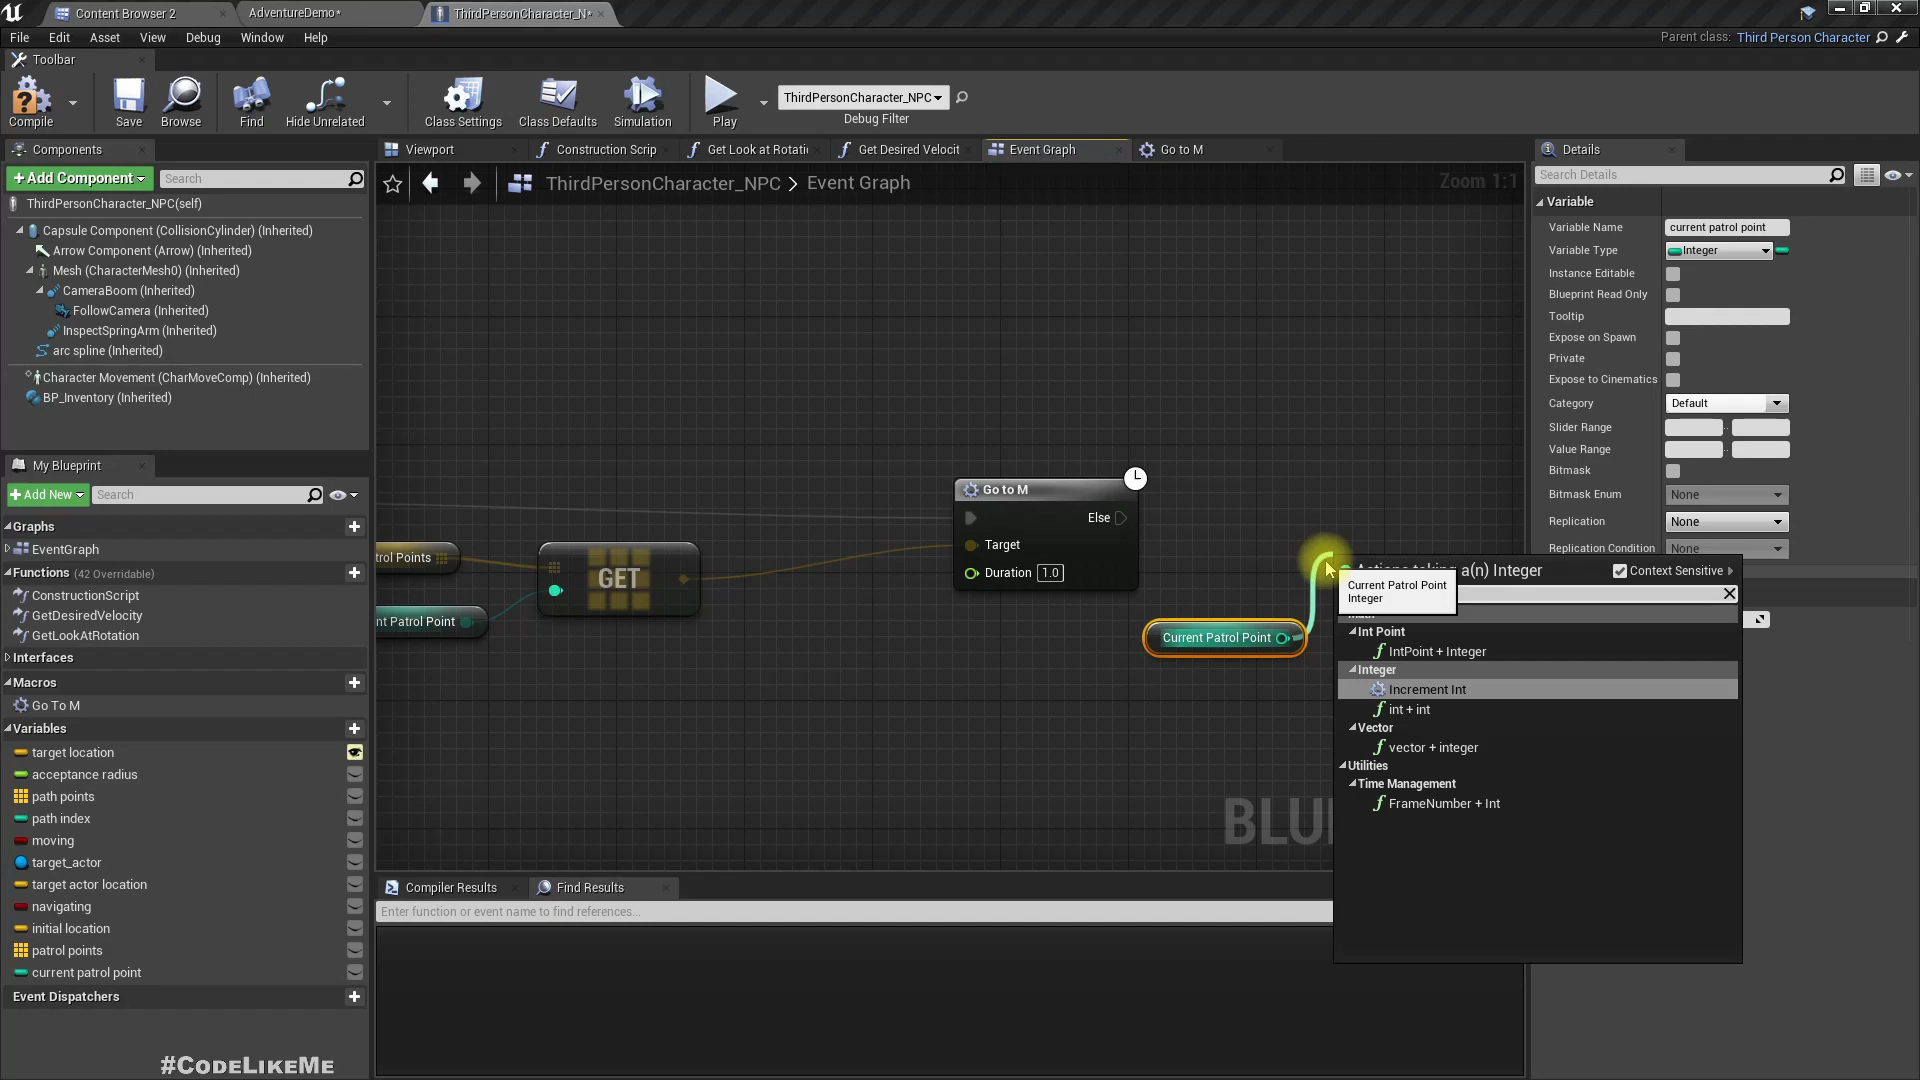 Content Browser 2
AdventureDemo*
ThirdPersonCharacter_N*
File Edit Asset View Debug Window Help
Parent class: Third Person Character
Toolbar
Compile
Save
Browse
Find
Hide Unrelated
Class Settings
Class Defaults
Simulation
Play
ThirdPersonCharacter_NPC
Debug Filter
Components
+ Add Component
Search
ThirdPersonCharacter_NPC(self)
Capsule Component (CollisionCylinder) (Inherited)
Arrow Component (Arrow) (Inherited)
Mesh (CharacterMesh0) (Inherited)
CameraBoom (Inherited)
FollowCamera (Inherited)
InspectSpringArm (Inherited)
arc spline (Inherited)
Character Movement (CharMoveComp) (Inherited)
BP_Inventory (Inherited)
My Blueprint
+ Add New
Search
Graphs
EventGraph
Functions (42 Overridable)
ConstructionScript
GetDesiredVelocity
GetLookAtRotation
Interfaces
Macros
Go To M
Variables
target location
acceptance radius
path points
path index
moving
target_actor
target actor location
navigating
initial location
patrol points
current patrol point
Event Dispatchers
#CodeLikeMe
Viewport
Construction Scrip
Get Look at Rotati
Get Desired Velocit
Event Graph
Go to M
ThirdPersonCharacter_NPC > Event Graph
Zoom 1:1
trol Points
nt Patrol Point
GET
Go to M
Else
Target
Duration 1.0
Current Patrol Point
BLU
Actions taking a(n) Integer
Context Sensitive
Current Patrol Point
Integer
Math
Int Point
IntPoint + Integer
Integer
Increment Int
int + int
Vector
vector + integer
Utilities
Time Management
FrameNumber + Int
Compiler Results
Find Results
Enter function or event name to find references...
Details
Search Details
Variable
Variable Name current patrol point
Variable Type Integer
Instance Editable
Blueprint Read Only
Tooltip
Expose on Spawn
Private
Expose to Cinematics
Category Default
Slider Range
Value Range
Bitmask
Bitmask Enum None
Replication None
Replication Condition None